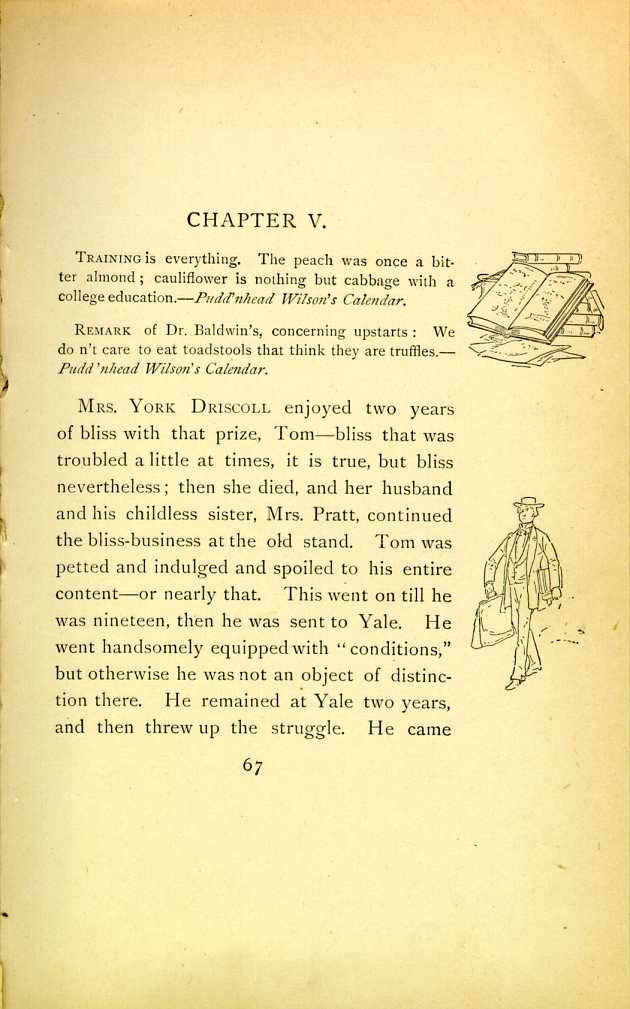 CHAPTER V.
TRAINING is everything. The peach was once a bit-
ter almond ; cauliflower is nothing but cabbage with a
college education.—Pudd'nhead Wilson's Calendar.
REMARK of Dr. Baldwin's, concerning upstarts : We
do n't care to eat toadstools that think they are truffles.—
Pudd'nhead Wilson's Calendar.
MRS. YORK DRISCOLL enjoyed two years
of bliss with that prize, Tom—bliss that was
troubled a little at times, it is true, but bliss
nevertheless ; then she died, and her husband
and his childless sister, Mrs. Pratt, continued
the bliss-business at the old stand. Tom was
petted and indulged and spoiled to his entire
content—or nearly that. This went on till he
was nineteen, then he was sent to Yale. He
went handsomely equipped with "conditions,"
but otherwise he was not an object of distinc-
tion there. He remained at Yale two years,
and then threw up the struggle. He came
67